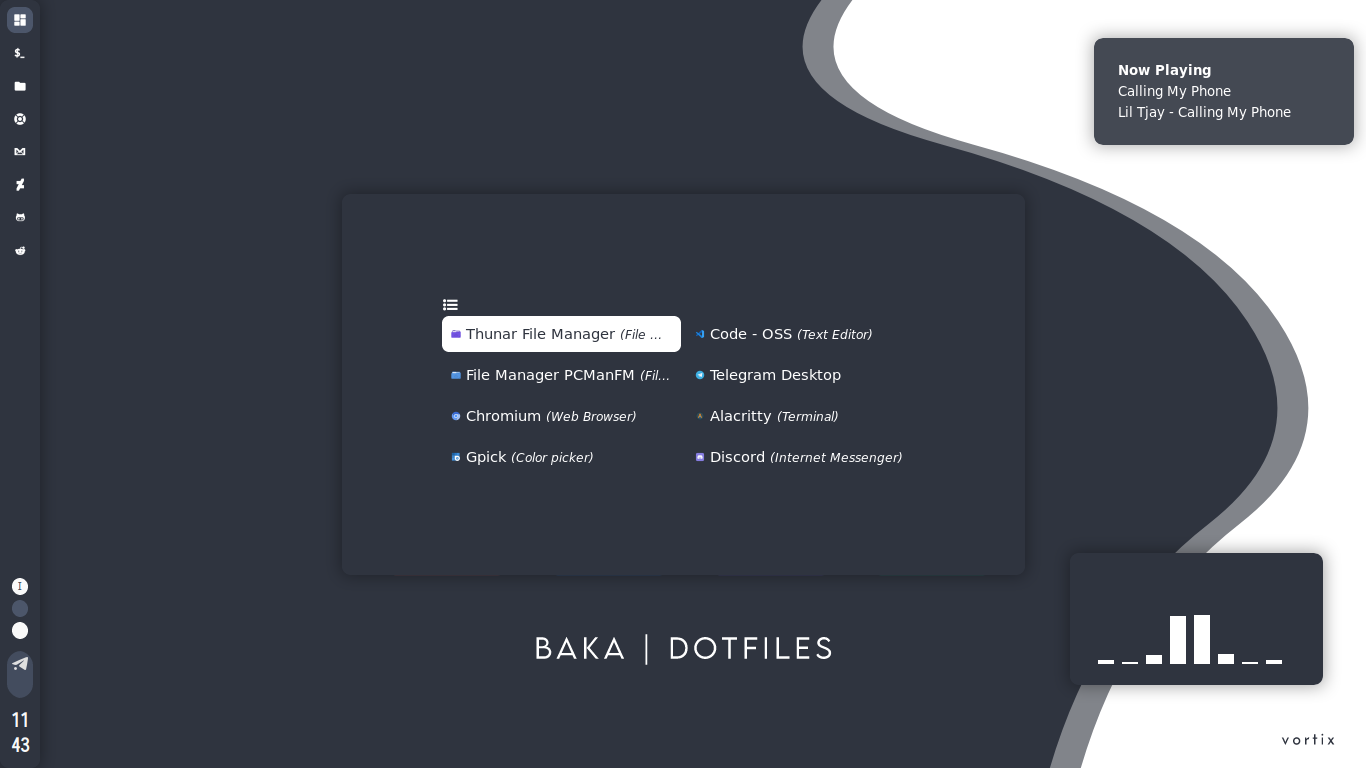 $_
Now Playing
Calling My Phone
Lil Tjay - Calling My Phone
Thunar File Manager (File ...
Code - OSS (Text Editor)
File Manager PCManFM (Fil...
Telegram Desktop
Chromium (Web Browser)
Alacritty (Terminal)
Gpick (Color picker)
Discord (Internet Messenger)
I
BAKA | DOTFILES
11
43
vortix